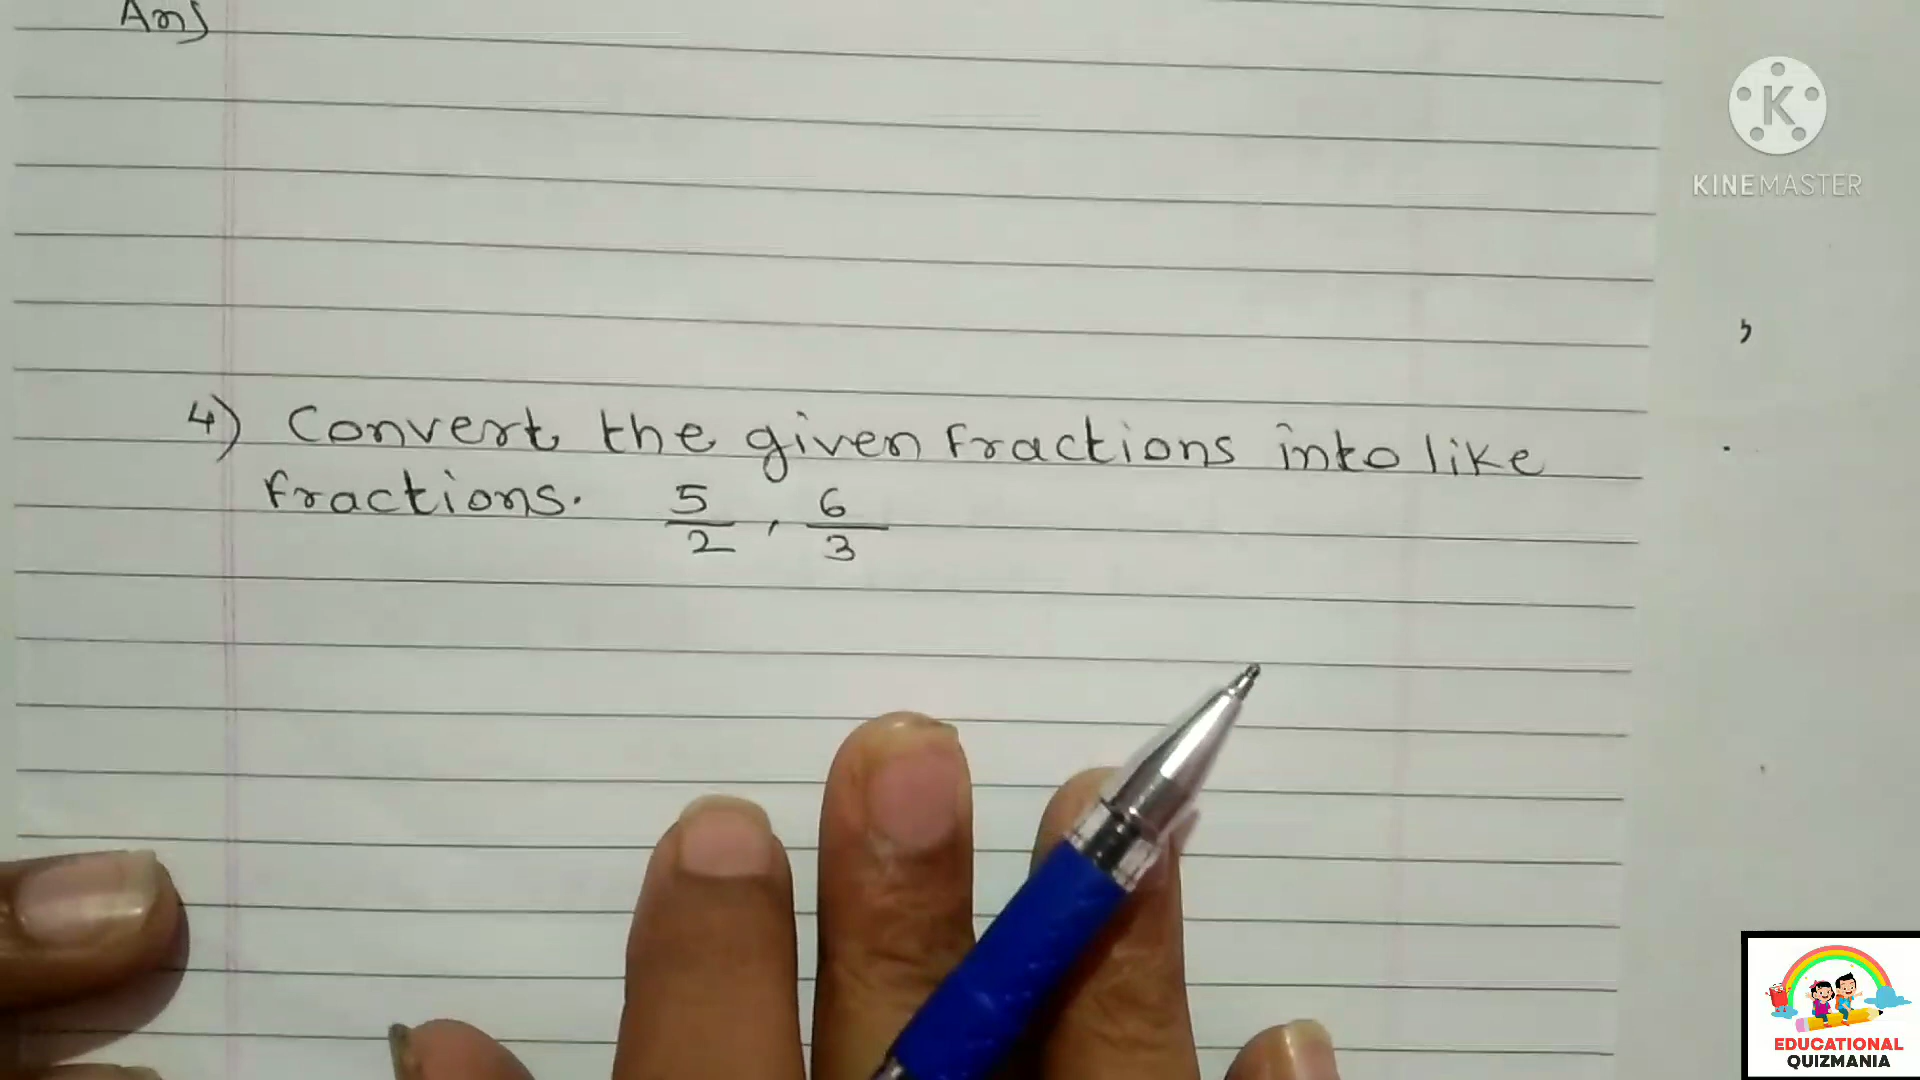 Ans
KINEMASTER
4) Convert the given fractions into like
fractions. 5/2, 6/3
EDUCATIONAL
QUIZMANIA